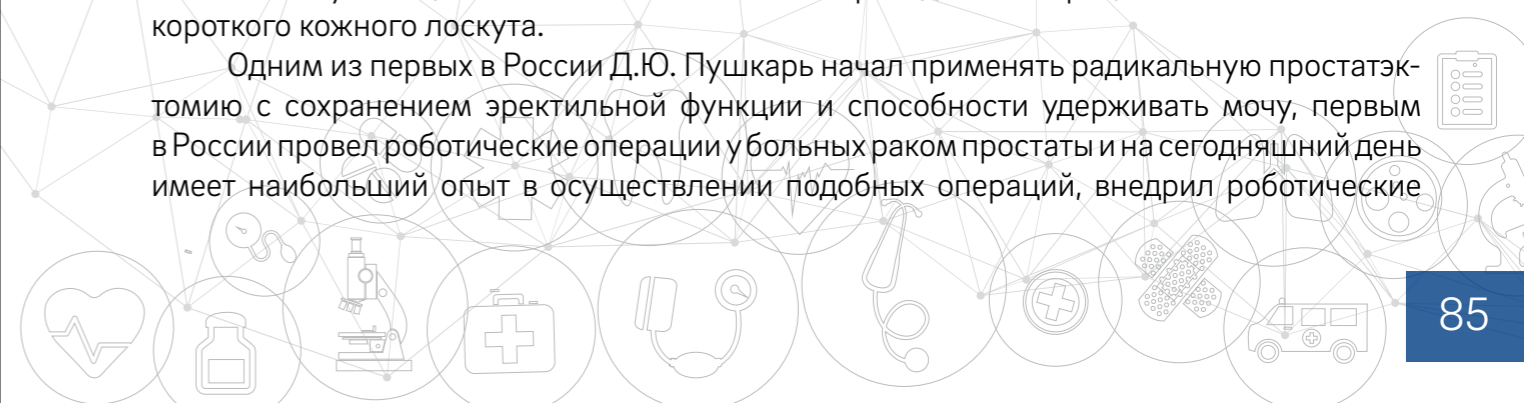 короткого кожного лоскута.
Одним из первых в России Д.Ю. Пушкарь начал применять радикальную простатэк-
томию с сохранением эректильной функции и способности удерживать мочу, первым
в России провел роботические операции у больных раком простаты и на сегодняшний день
имеет наибольший опыт в осуществлении подобных операций, внедрил роботические
85